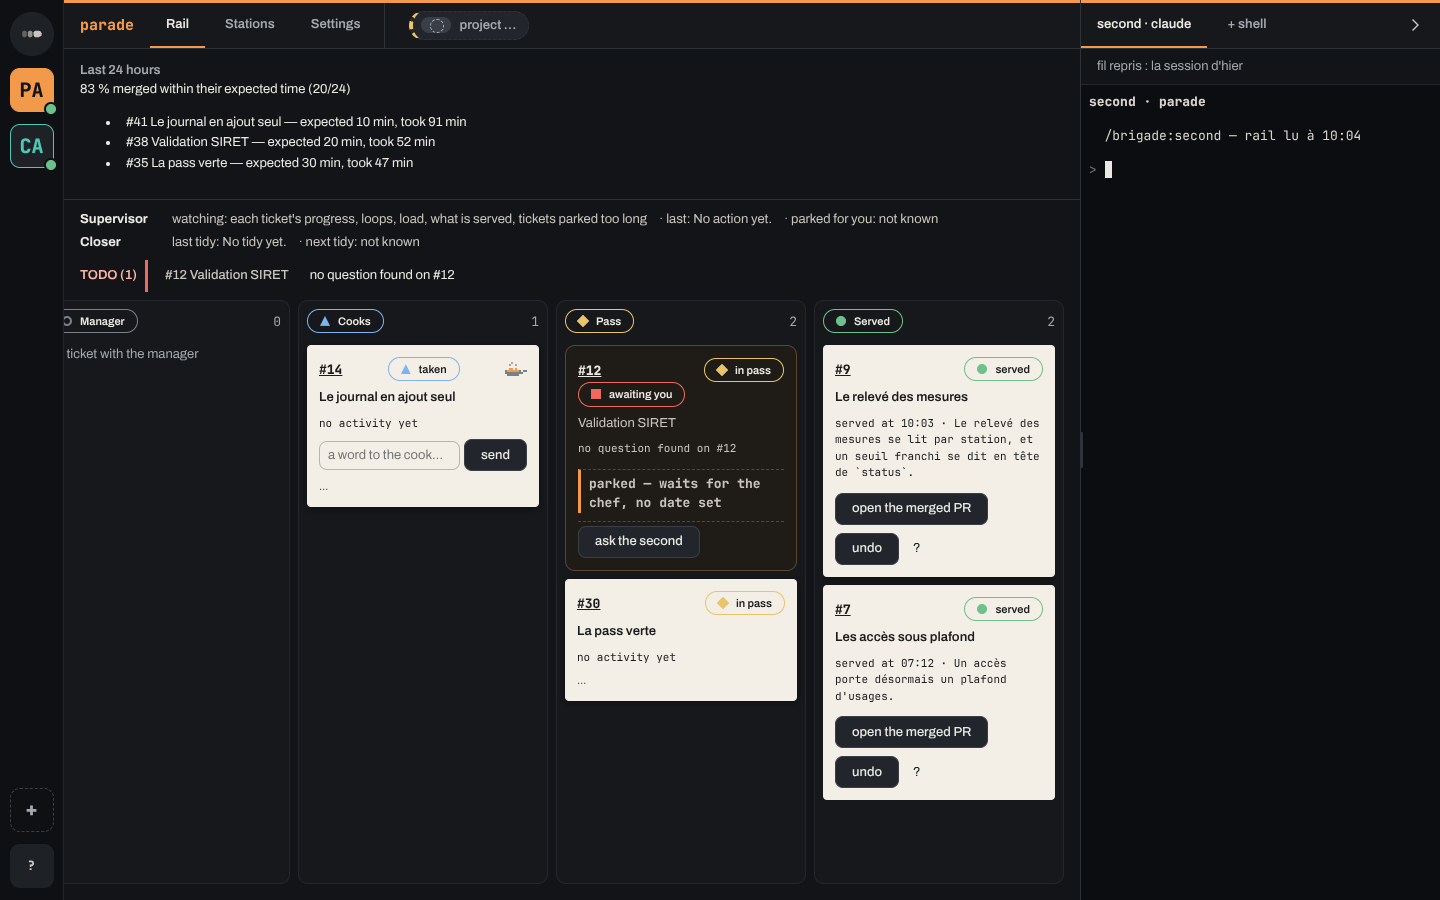 parade
Rail
Stations
Settings
project ...
second · claude
+ shell
PA
CA
+
?
fil repris : la session d'hier
second · parade
/brigade:second — rail lu à 10:04
>
Last 24 hours
83 % merged within their expected time (20/24)
#41 Le journal en ajout seul — expected 10 min, took 91 min
#38 Validation SIRET — expected 20 min, took 52 min
#35 La pass verte — expected 30 min, took 47 min
Supervisor watching: each ticket's progress, loops, load, what is served, tickets parked too long · last: No action yet. · parked for you: not known
Closer last tidy: No tidy yet. · next tidy: not known
TODO (1) #12 Validation SIRET no question found on #12
Manager 0
ticket with the manager
Cooks 1
#14 taken
Le journal en ajout seul
no activity yet
a word to the cook... send
...
Pass 2
#12 in pass
awaiting you
Validation SIRET
no question found on #12
parked — waits for the
chef, no date set
ask the second
#30 in pass
La pass verte
no activity yet
...
Served 2
#9 served
Le relevé des mesures
served at 10:03 · Le relevé des
mesures se lit par station, et
un seuil franchi se dit en tête
de `status`.
open the merged PR
undo ?
#7 served
Les accès sous plafond
served at 07:12 · Un accès
porte désormais un plafond
d'usages.
open the merged PR
undo ?